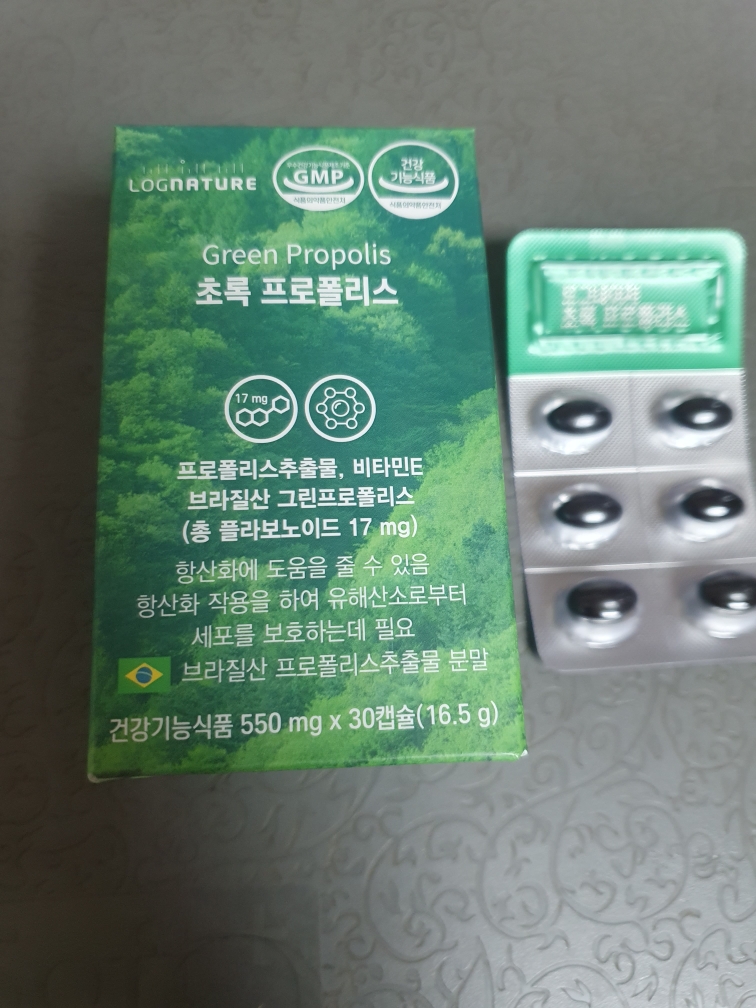 LOGNATURE
GMP
식품의약품안전처
건강
기능식품
식품의약품안전처
Green Propolis
초록 프로폴리스
17 mg
프로폴리스추출물, 비타민E
브라질산 그린프로폴리스
(총 플라보노이드 17 mg)
항산화에 도움을 줄 수 있음
항산화 작용을 하여 유해산소로부터
세포를 보호하는데 필요
브라질산 프로폴리스추출물 분말
건강기능식품 550 mg x 30캡슐(16.5 g)
초록 프로폴리스